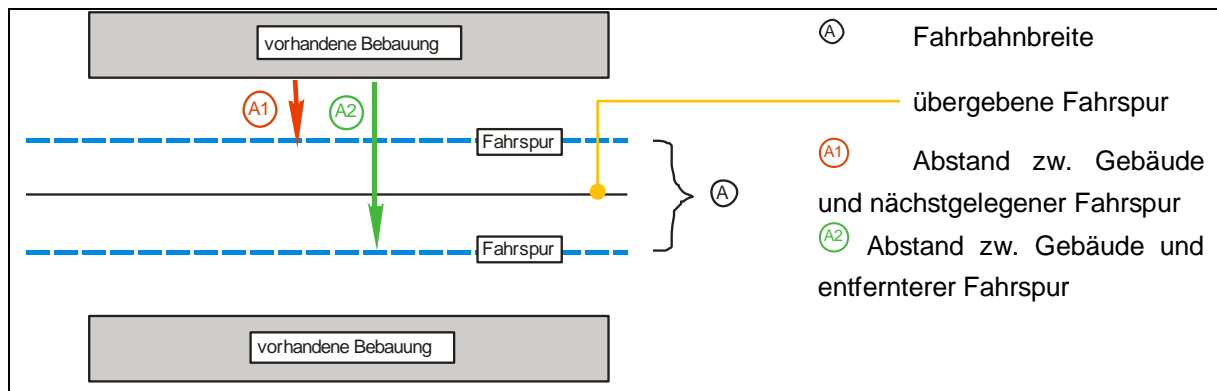 vorhandene Bebauung
A1
A2
Fahrspur
A
Fahrspur
vorhandene Bebauung
A Fahrbahnbreite
übergebene Fahrspur
A1 Abstand zw. Gebäude
und nächstgelegener Fahrspur
A2 Abstand zw. Gebäude und
entfernterer Fahrspur